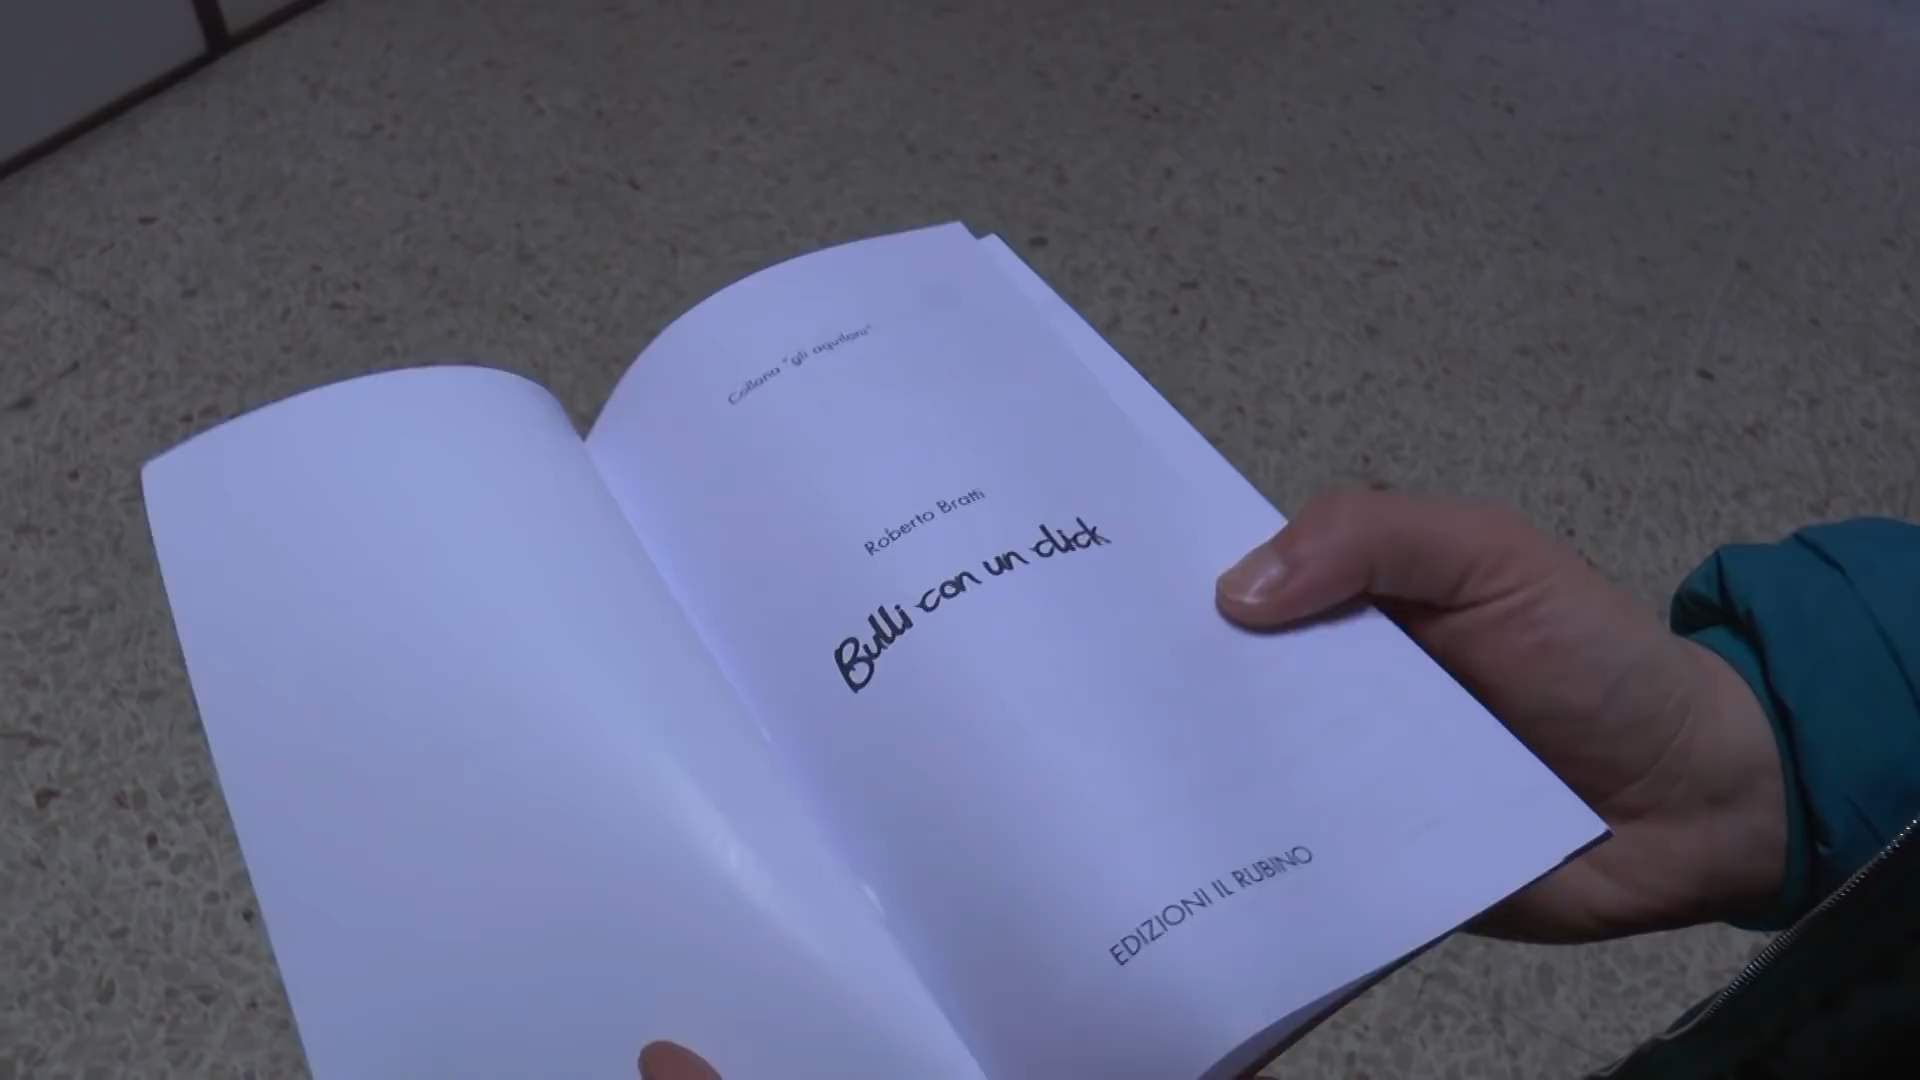 Collana "gli aquiloni"
Roberto Bratti
Bulli con un click
EDIZIONI IL RUBINO